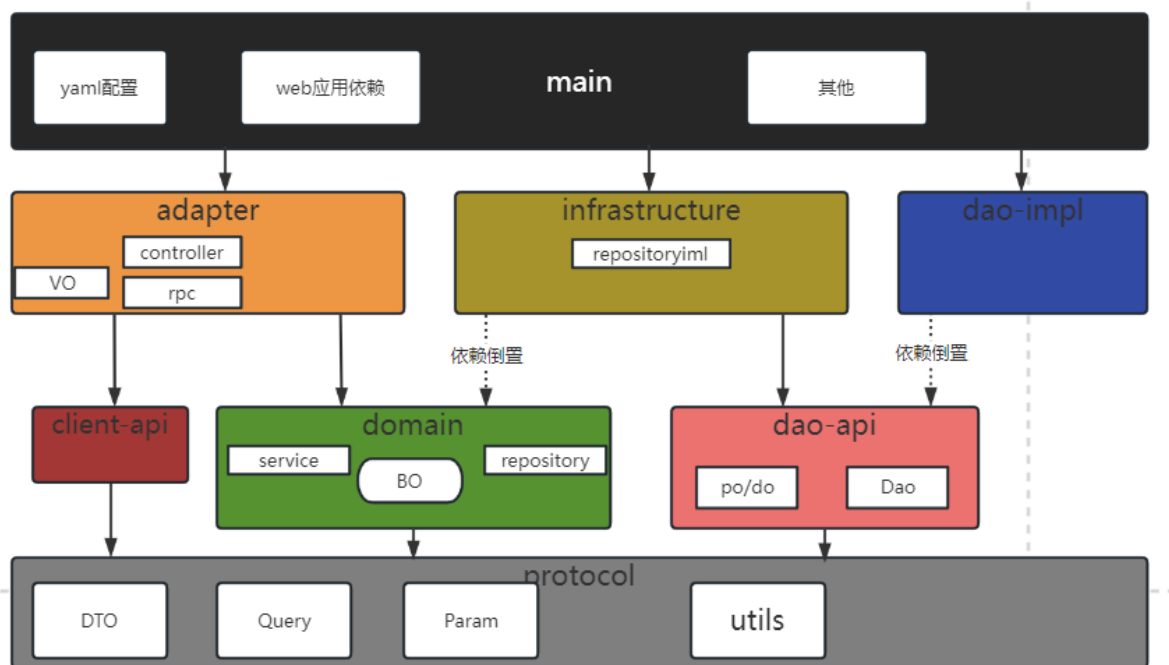 yaml配置
web应用依赖
main
其他
adapter
controller
VO
rpc
infrastructure
repositoryiml
dao-impl
依赖倒置
依赖倒置
client-api
domain
service
BO
repository
dao-api
po/do
Dao
protocol
DTO
Query
Param
utils